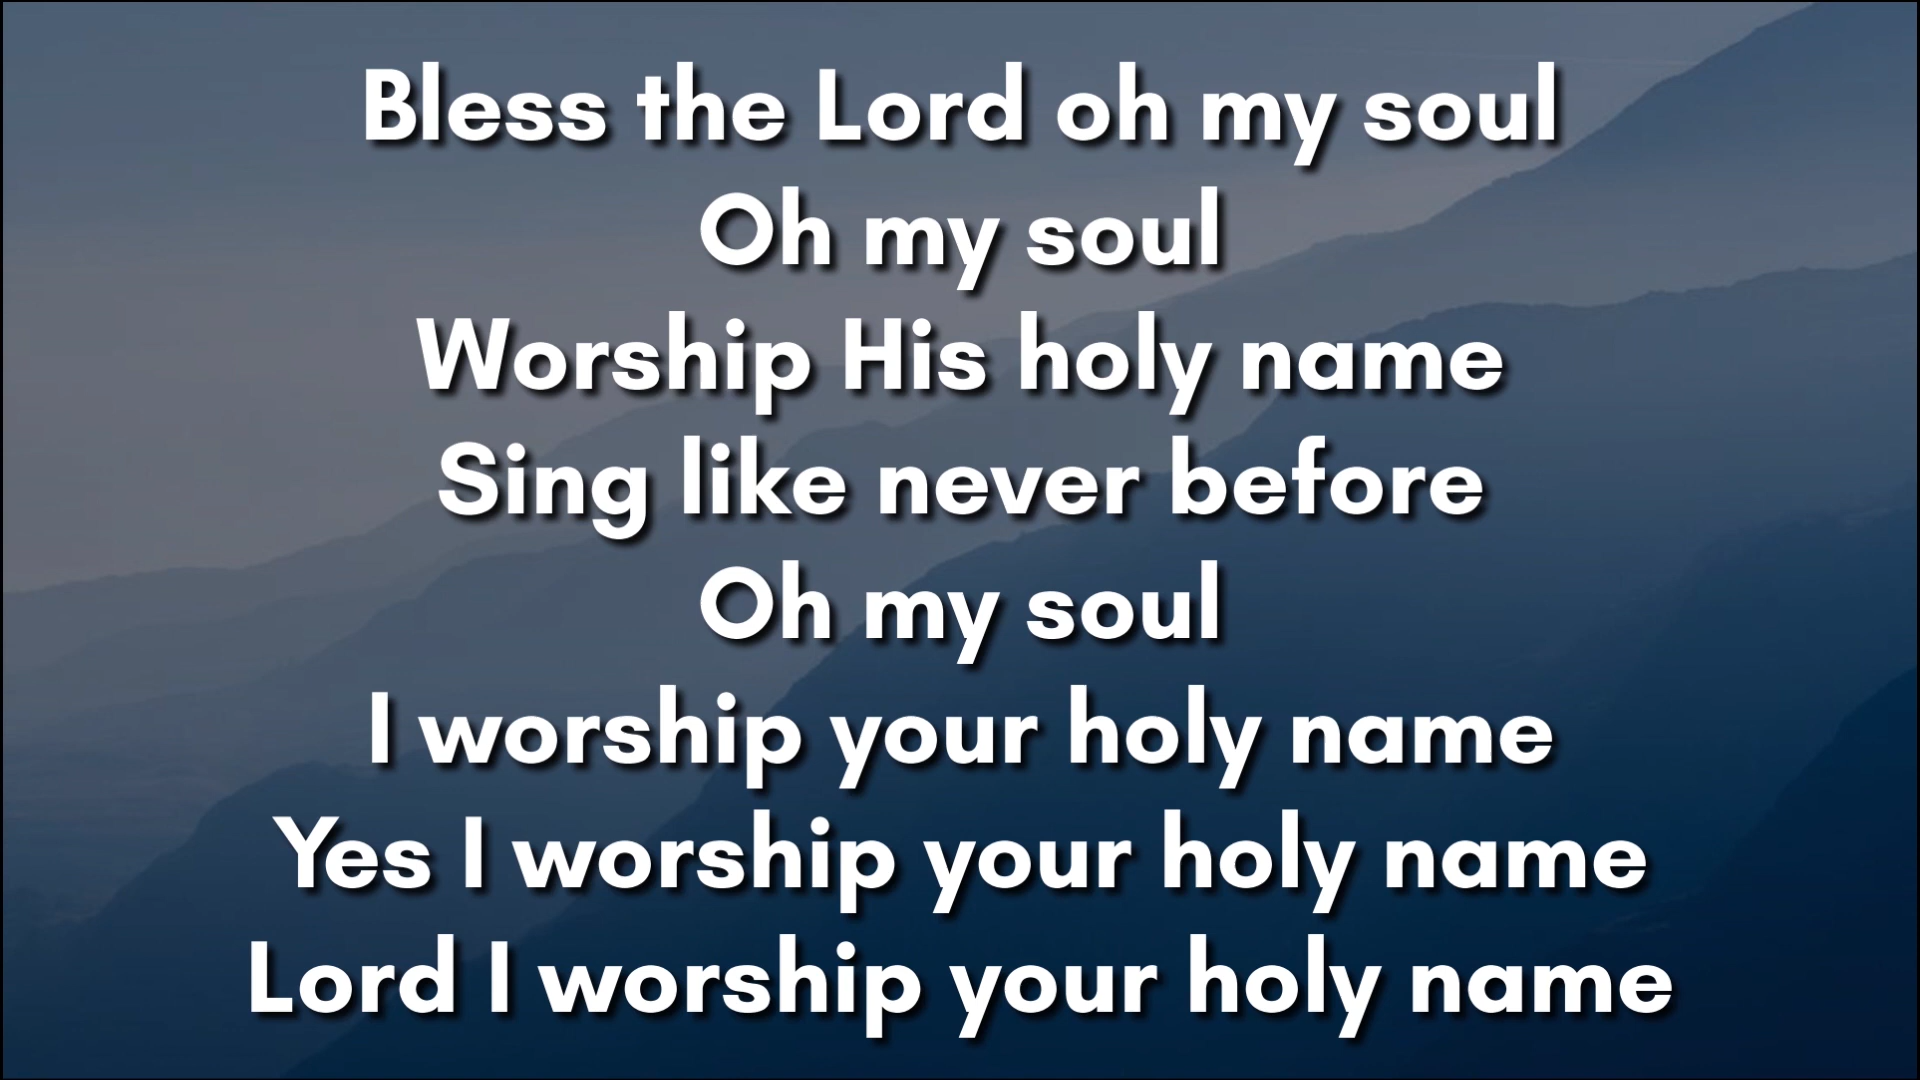 Bless the Lord oh my soul
Oh my soul
Worship His holy name
Sing like never before
Oh my soul
I worship your holy name
Yes I worship your holy name
Lord I worship your holy name